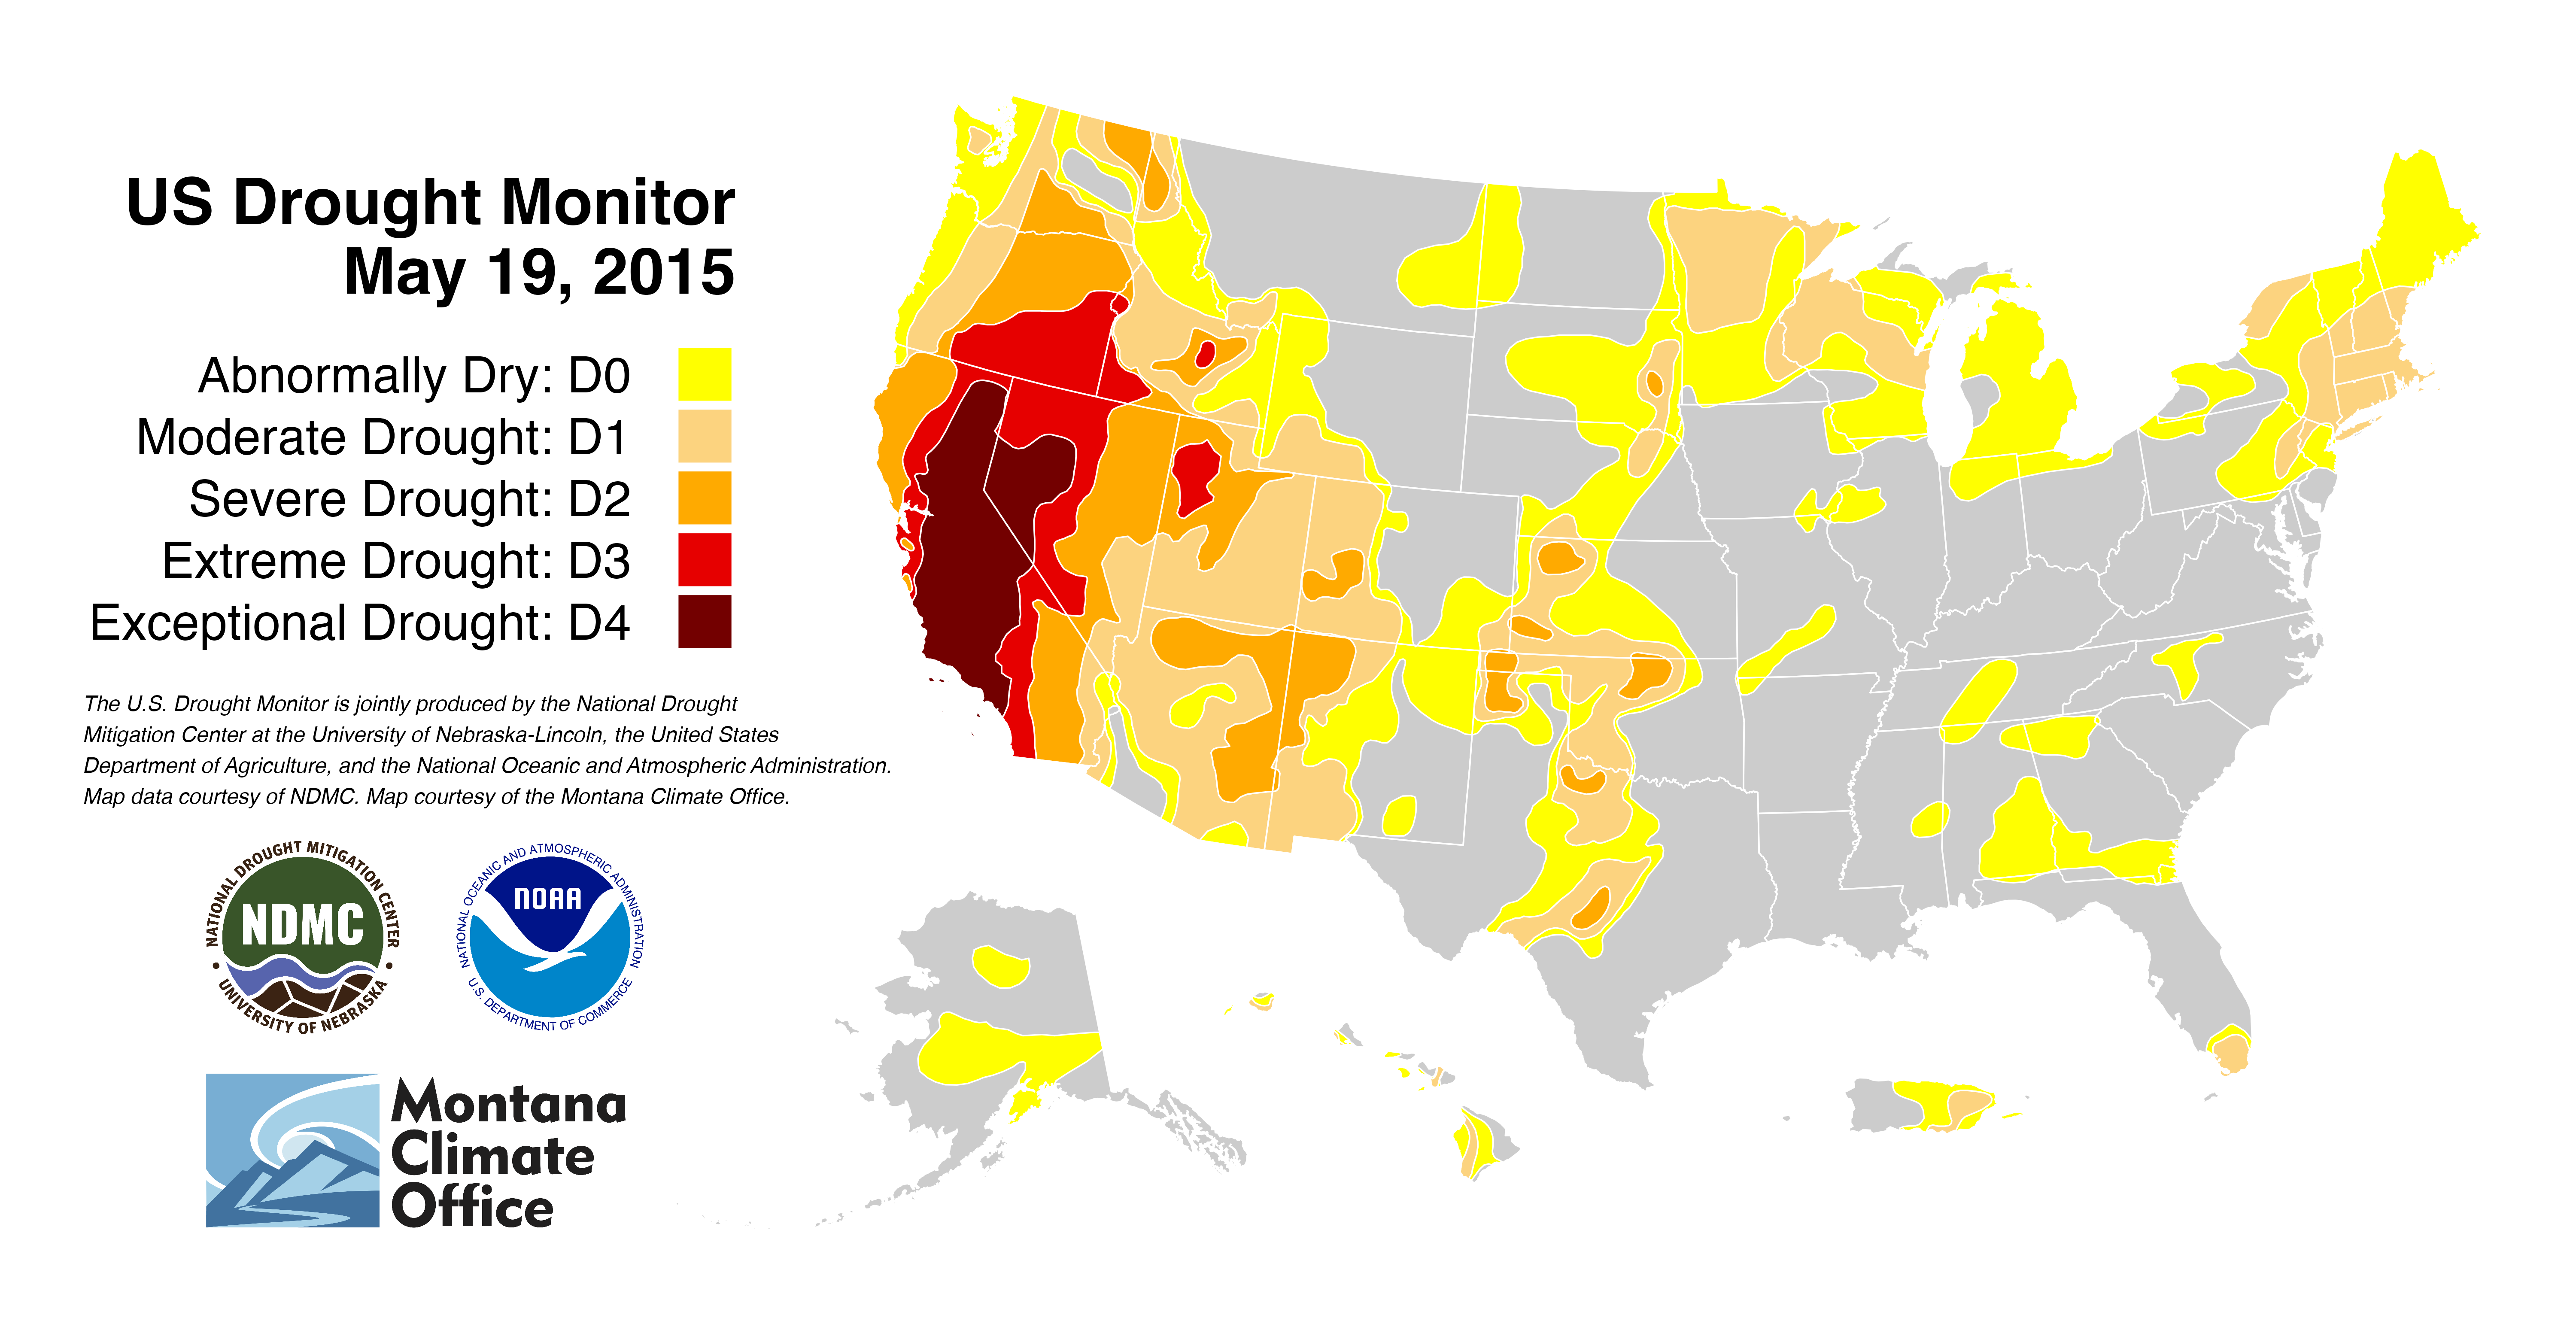 US Drought Monitor
May 19, 2015
Abnormally Dry: D0
Moderate Drought: D1
Severe Drought: D2
Extreme Drought: D3
Exceptional Drought: D4
The U.S. Drought Monitor is jointly produced by the National Drought
Mitigation Center at the University of Nebraska-Lincoln, the United States
Department of Agriculture, and the National Oceanic and Atmospheric Administration.
Map data courtesy of NDMC. Map courtesy of the Montana Climate Office.
NATIONAL DROUGHT MITIGATION CENTER
NDMC
• UNIVERSITY OF NEBRASKA •
NATIONAL OCEANIC AND ATMOSPHERIC ADMINISTRATION
NOAA
U.S. DEPARTMENT OF COMMERCE
Montana
Climate
Office